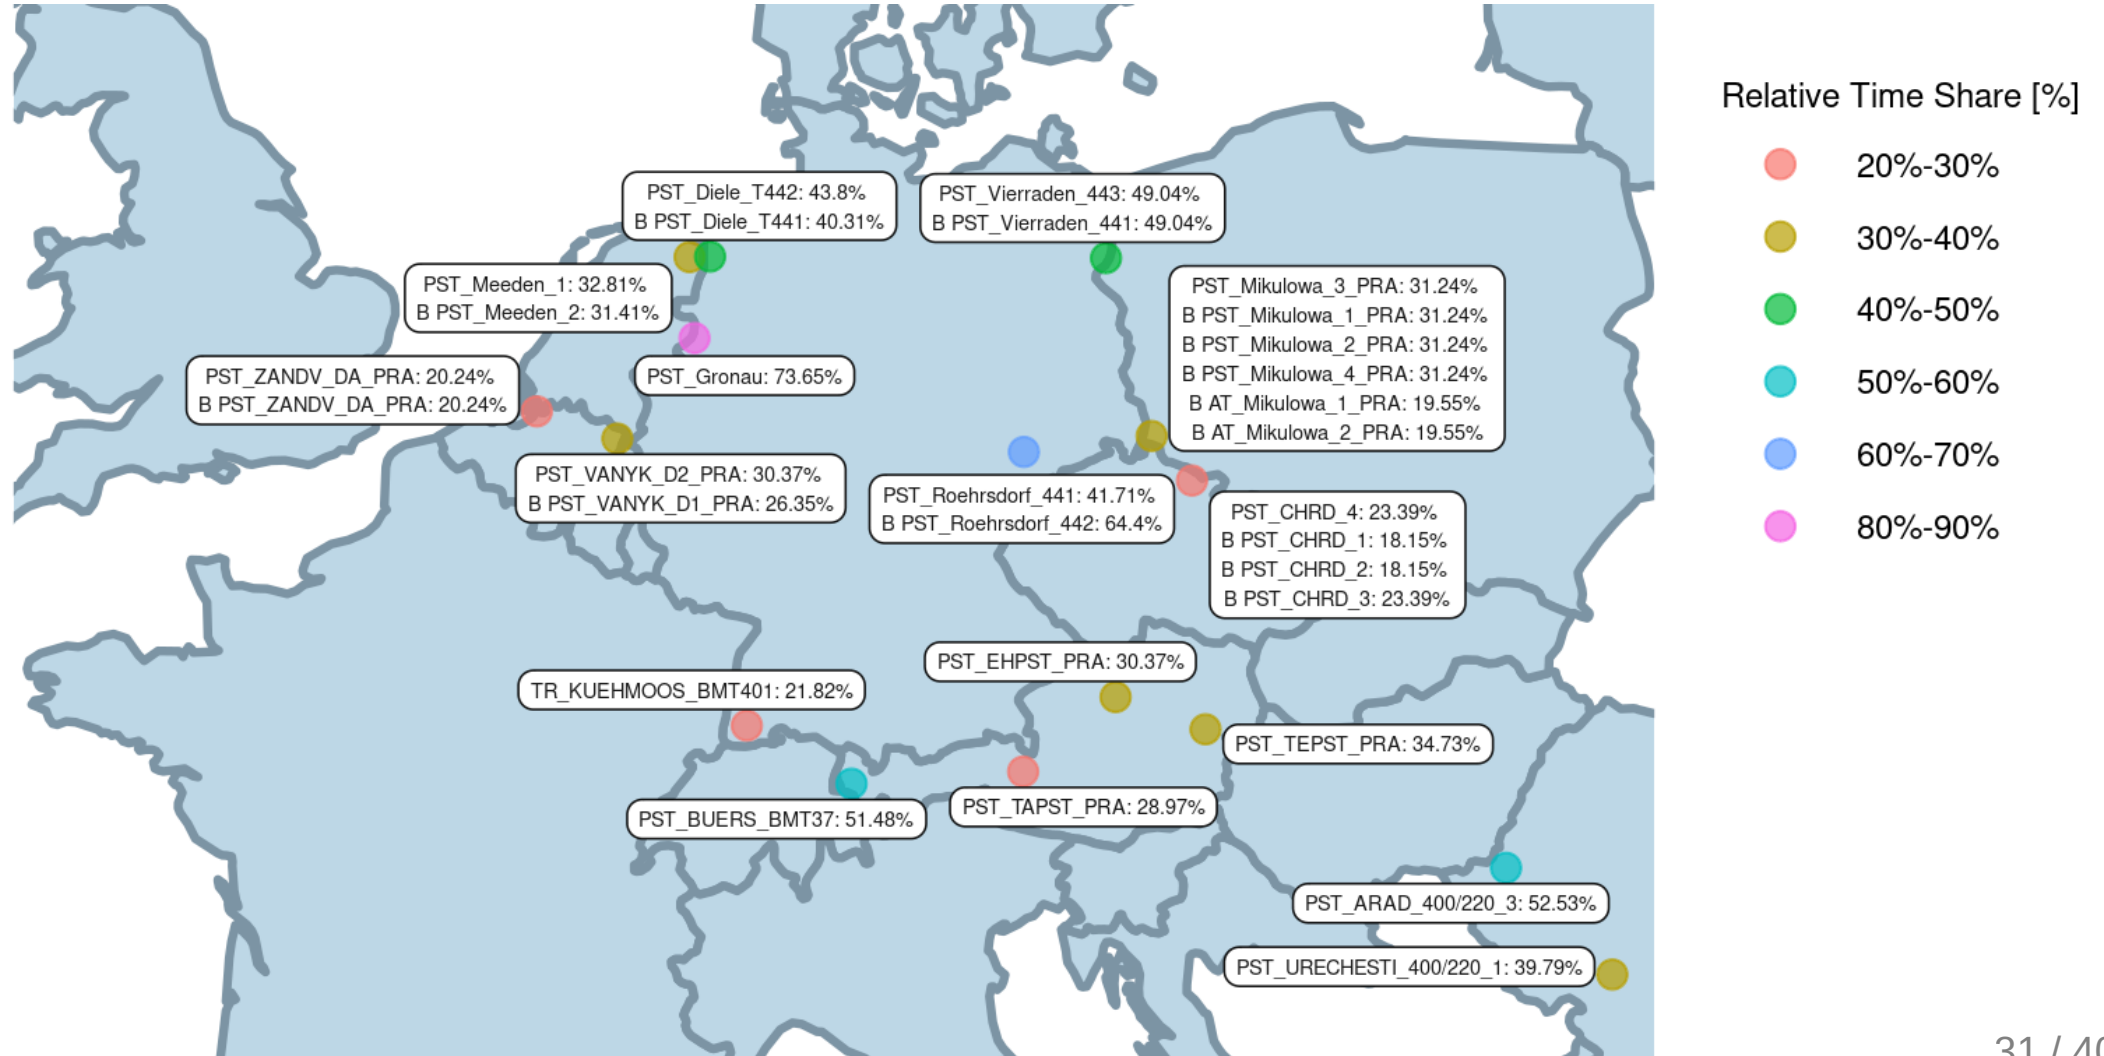 Relative Time Share [%]
20%-30%
30%-40%
40%-50%
50%-60%
60%-70%
80%-90%
PST_Diele_T442: 43.8%
B PST_Diele_T441: 40.31%
PST_Vierraden_443: 49.04%
B PST_Vierraden_441: 49.04%
PST_Meeden_1: 32.81%
B PST_Meeden_2: 31.41%
PST_Mikulowa_3_PRA: 31.24%
B PST_Mikulowa_1_PRA: 31.24%
B PST_Mikulowa_2_PRA: 31.24%
B PST_Mikulowa_4_PRA: 31.24%
B AT_Mikulowa_1_PRA: 19.55%
B AT_Mikulowa_2_PRA: 19.55%
PST_ZANDV_DA_PRA: 20.24%
B PST_ZANDV_DA_PRA: 20.24%
PST_Gronau: 73.65%
PST_VANYK_D2_PRA: 30.37%
B PST_VANYK_D1_PRA: 26.35%
PST_Roehrsdorf_441: 41.71%
B PST_Roehrsdorf_442: 64.4%
PST_CHRD_4: 23.39%
B PST_CHRD_1: 18.15%
B PST_CHRD_2: 18.15%
B PST_CHRD_3: 23.39%
PST_EHPST_PRA: 30.37%
TR_KUEHMOOS_BMT401: 21.82%
PST_TEPST_PRA: 34.73%
PST_BUERS_BMT37: 51.48%
PST_TAPST_PRA: 28.97%
PST_ARAD_400/220_3: 52.53%
PST_URECHESTI_400/220_1: 39.79%
31 / 40